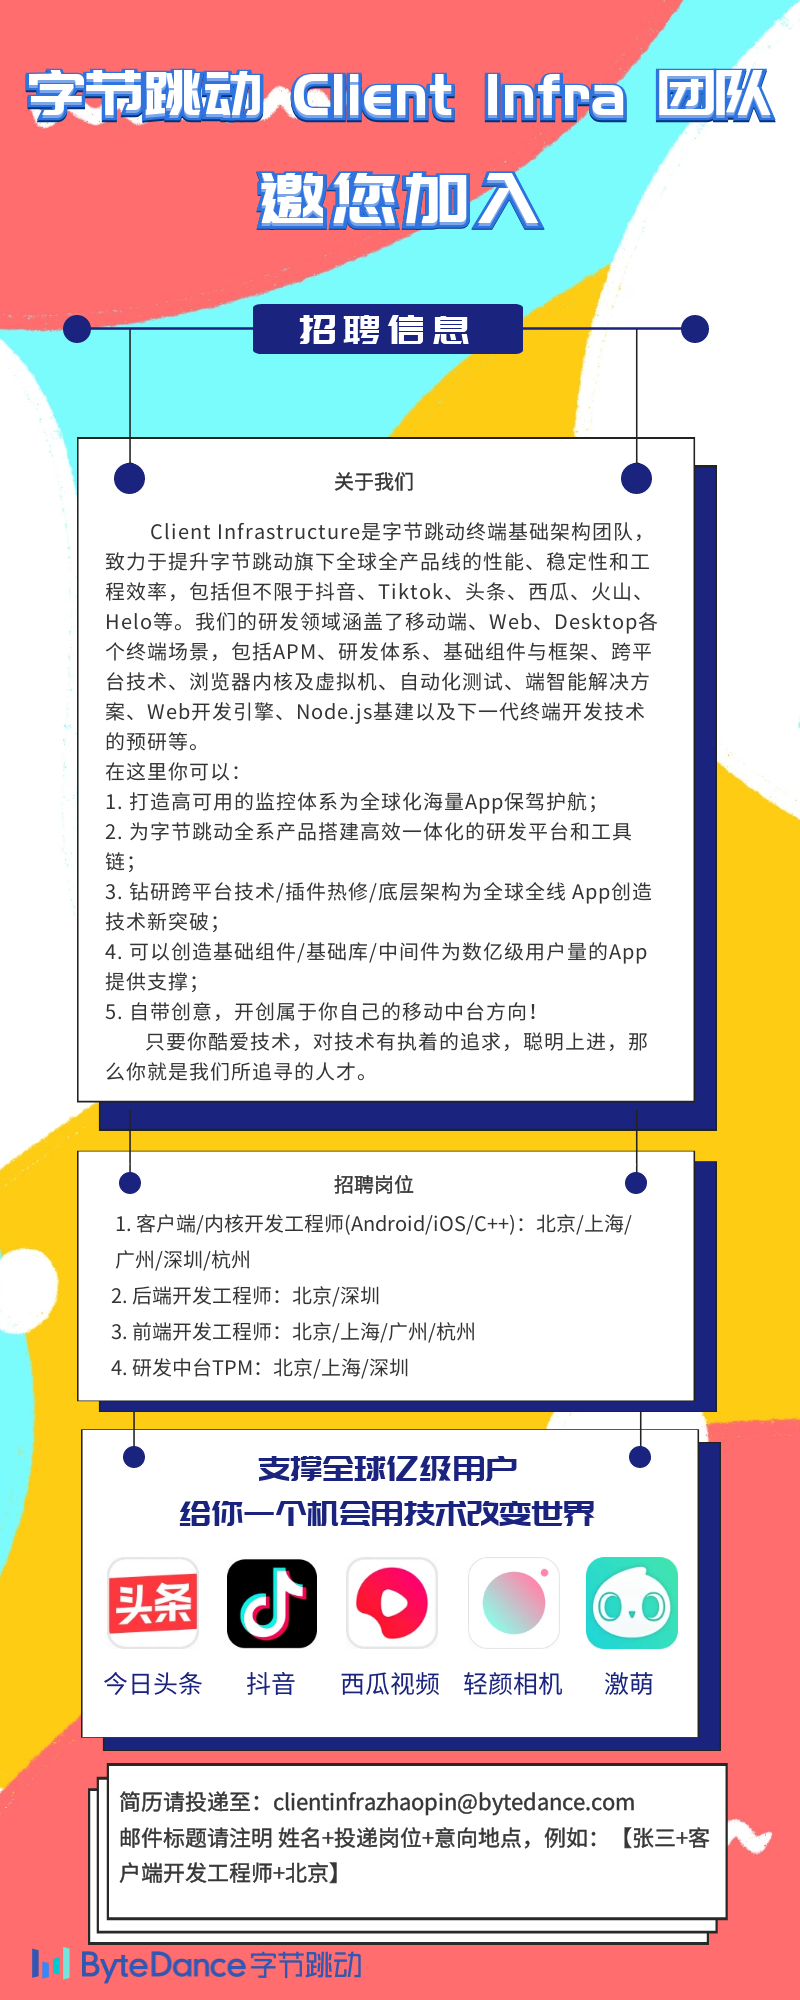 字节跳动 Client Infra 团队
邀您加入
招聘信息
关于我们
Client Infrastructure是字节跳动终端基础架构团队，
致力于提升字节跳动旗下全球全产品线的性能、稳定性和工
程效率，包括但不限于抖音、Tiktok、头条、西瓜、火山、
Helo等。我们的研发领域涵盖了移动端、Web、Desktop各
个终端场景，包括APM、研发体系、基础组件与框架、跨平
台技术、浏览器内核及虚拟机、自动化测试、端智能解决方
案、Web开发引擎、Node.js基建以及下一代终端开发技术
的预研等。
在这里你可以：
1. 打造高可用的监控体系为全球化海量App保驾护航；
2. 为字节跳动全系产品搭建高效一体化的研发平台和工具
链；
3. 钻研跨平台技术/插件热修/底层架构为全球全线 App创造
技术新突破；
4. 可以创造基础组件/基础库/中间件为数亿级用户量的App
提供支撑；
5. 自带创意，开创属于你自己的移动中台方向！
只要你酷爱技术，对技术有执着的追求，聪明上进，那
么你就是我们所追寻的人才。
招聘岗位
1. 客户端/内核开发工程师(Android/iOS/C++)：北京/上海/
广州/深圳/杭州
2. 后端开发工程师：北京/深圳
3. 前端开发工程师：北京/上海/广州/杭州
4. 研发中台TPM：北京/上海/深圳
支撑全球亿级用户
给你一个机会用技术改变世界
头条
今日头条 抖音 西瓜视频 轻颜相机 激萌
简历请投递至：clientinfrazhaopin@bytedance.com
邮件标题请注明 姓名+投递岗位+意向地点，例如：【张三+客
户端开发工程师+北京】
ByteDance字节跳动